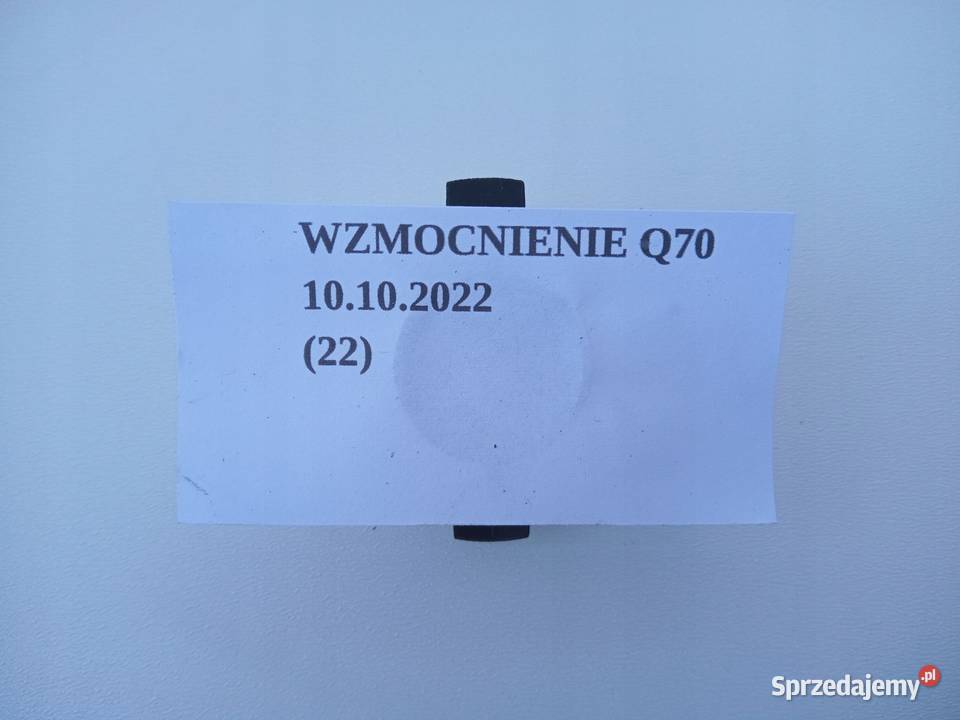 WZMOCNIENIE Q70
10.10.2022
(22)
Sprzedajemy.pl